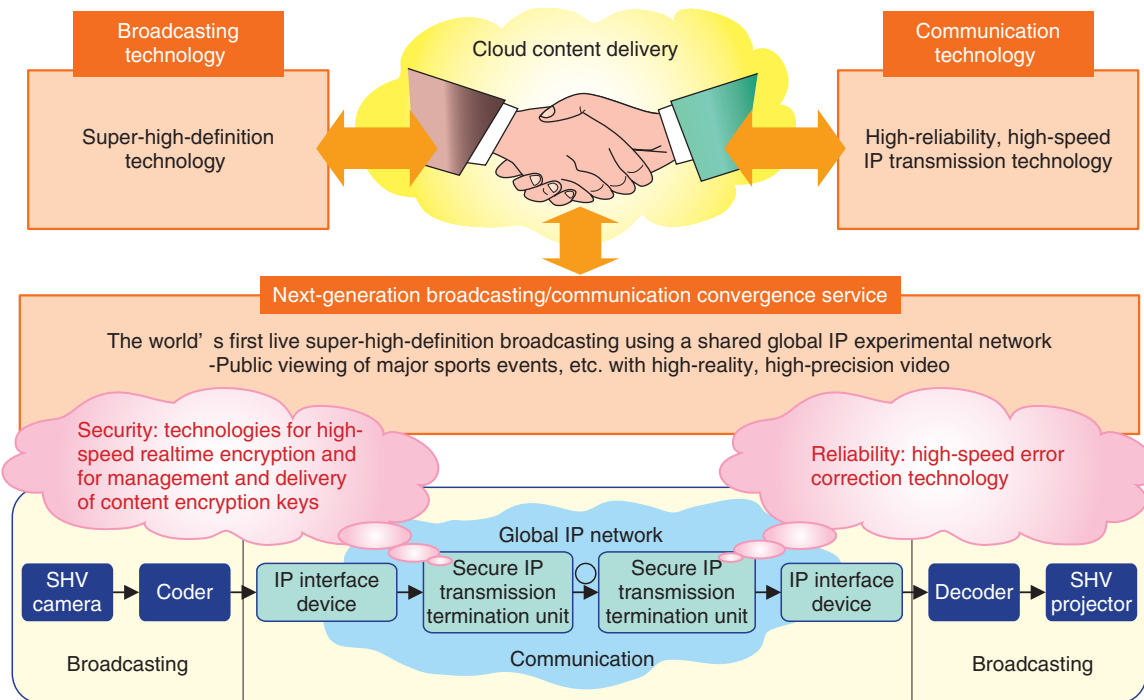 Broadcasting
technology
Super-high-definition
technology
Cloud content delivery
Communication
technology
High-reliability, high-speed
IP transmission technology
Next-generation broadcasting/communication convergence service
The world’ s first live super-high-definition broadcasting using a shared global IP experimental network
-Public viewing of major sports events, etc. with high-reality, high-precision video
Security: technologies for high-
speed realtime encryption and
for management and delivery
of content encryption keys
Reliability: high-speed error
correction technology
Global IP network
SHV
camera
Coder
IP interface
device
Secure IP
transmission
termination unit
Secure IP
transmission
termination unit
IP interface
device
Decoder
SHV
projector
Broadcasting
Communication
Broadcasting